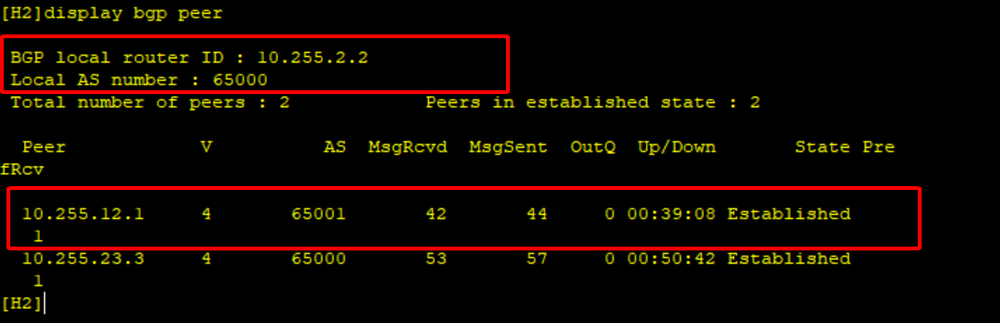 [H2]display bgp peer
BGP local router ID : 10.255.2.2
Local AS number : 65000
Total number of peers : 2 Peers in established state : 2
Peer V AS MsgRcvd MsgSent OutQ Up/Down State Pre
fRcv
10.255.12.1 4 65001 42 44 0 00:39:08 Established
1
10.255.23.3 4 65000 53 57 0 00:50:42 Established
1
[H2]